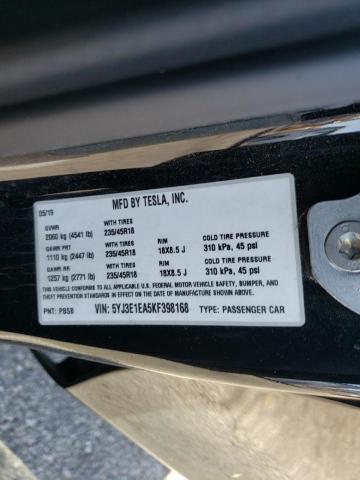 MFD BY TESLA, INC.
05/19
GVWR WITH TIRES
2060 kg (4541 lb) 235/45R18
GAWR FRT WITH TIRES RIM COLD TIRE PRESSURE
1110 kg (2447 lb) 235/45R18 18X8.5 J 310 kPa, 45 psi
GAWR RR WITH TIRES RIM COLD TIRE PRESSURE
1257 kg (2771 lb) 235/45R18 18X8.5 J 310 kPa, 45 psi
THIS VEHICLE CONFORMS TO ALL APPLICABLE U.S. FEDERAL MOTOR VEHICLE SAFETY, BUMPER, AND
THEFT PREVENTION STANDARDS IN EFFECT ON THE DATE OF MANUFACTURE SHOWN ABOVE.
PNT: PBSB VIN: 5YJ3E1EA5KF398168 TYPE: PASSENGER CAR